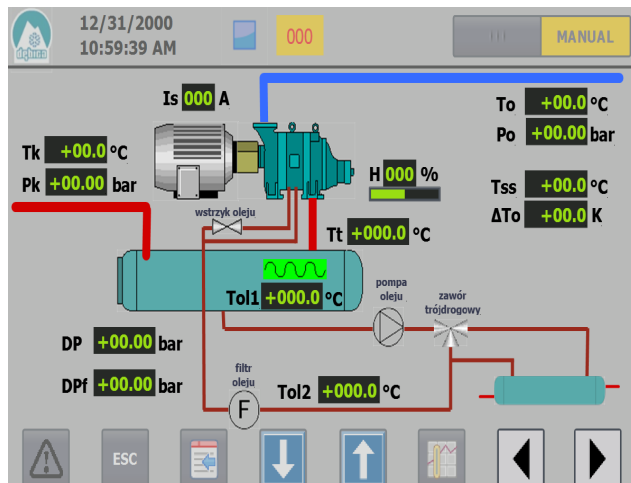 12/31/2000
10:59:39 AM
000
MANUAL
dębica
Is 000 A
To +00.0 °C
Po +00.00 bar
Tk +00.0 °C
Pk +00.00 bar
H 000 %
Tss +00.0 °C
ΔTo +00.0 K
wstrzyk oleju
Tt +000.0 °C
Tol1 +000.0 °C
pompa
oleju
zawór
trójdrogowy
DP +00.00 bar
DPf +00.00 bar
filtr
oleju
F
Tol2 +000.0 °C
ESC